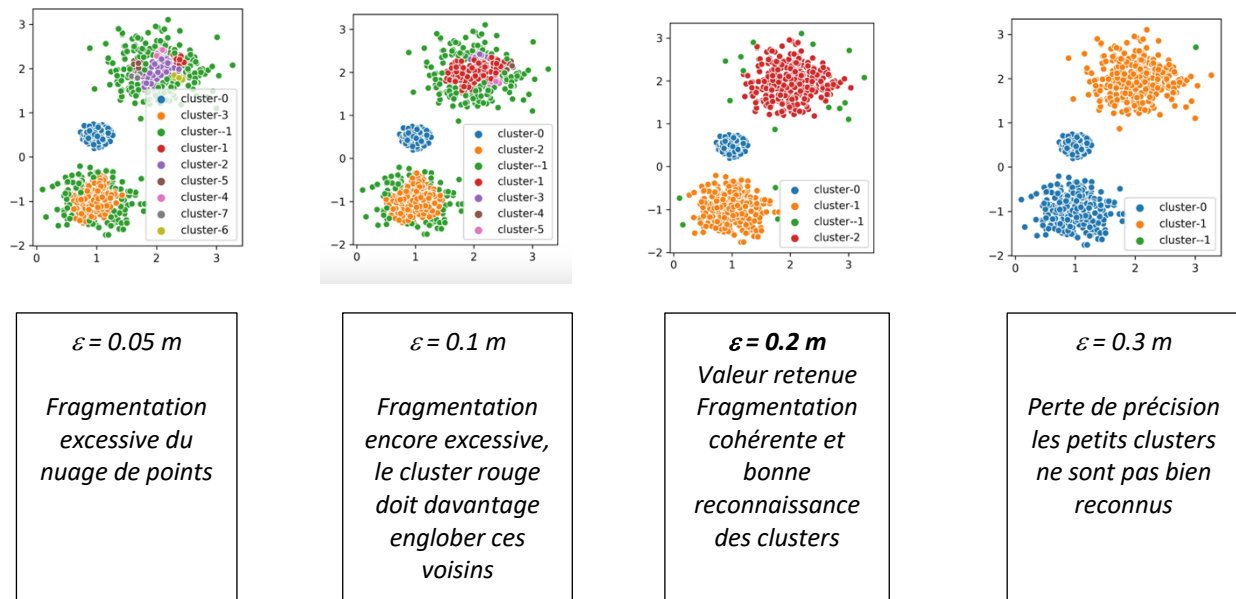 3
2
1
0
−1
−2
0
1
2
3
cluster-0
cluster-3
cluster--1
cluster-1
cluster-2
cluster-5
cluster-4
cluster-7
cluster-6
3
2
1
0
−1
−2
0
1
2
3
cluster-0
cluster-2
cluster--1
cluster-1
cluster-3
cluster-4
cluster-5
3
2
1
0
−1
−2
0
1
2
3
cluster-0
cluster-1
cluster--1
cluster-2
3
2
1
0
−1
−2
0
1
2
3
cluster-0
cluster-1
cluster--1
ε = 0.05 m
Fragmentation
excessive du
nuage de points
ε = 0.1 m
Fragmentation
encore excessive,
le cluster rouge
doit davantage
englober ces
voisins
ε = 0.2 m
Valeur retenue
Fragmentation
cohérente et
bonne
reconnaissance
des clusters
ε = 0.3 m
Perte de précision
les petits clusters
ne sont pas bien
reconnus